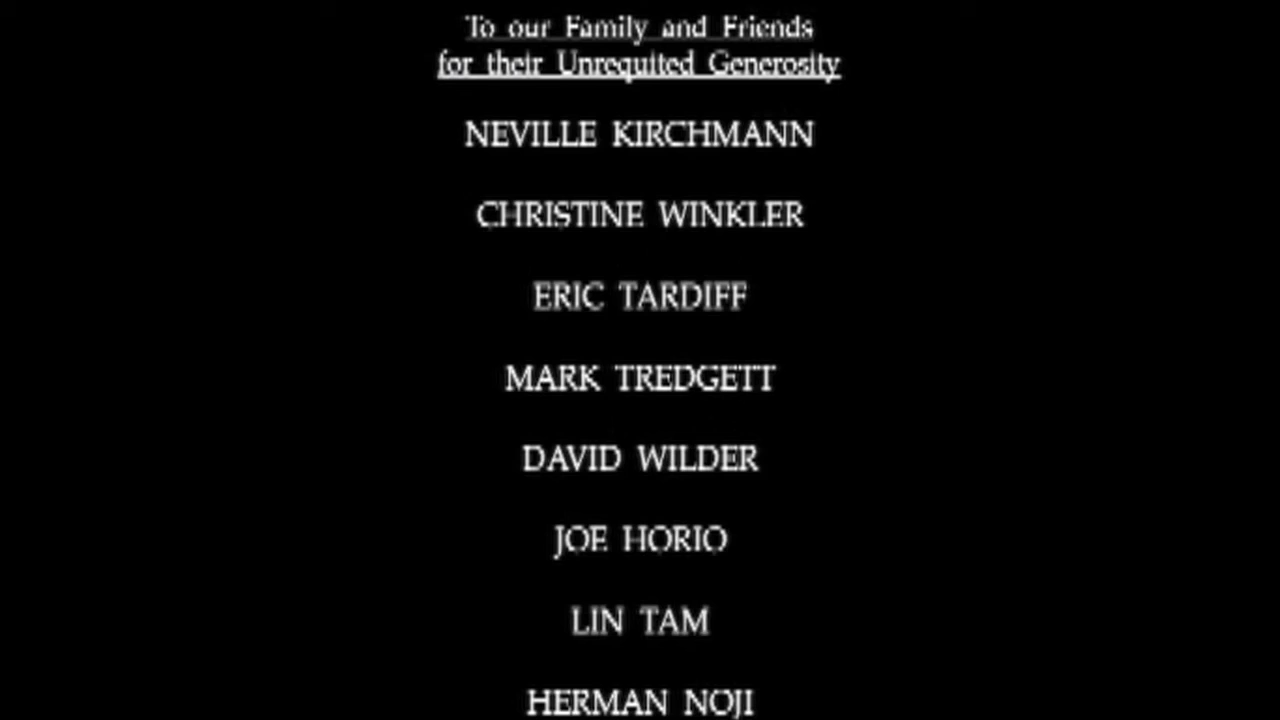 To our Family and Friends
for their Unrequited Generosity
NEVILLE KIRCHMANN
CHRISTINE WINKLER
ERIC TARDIFF
MARK TREDGETT
DAVID WILDER
JOE HORIO
LIN TAM
HERMAN NOJI